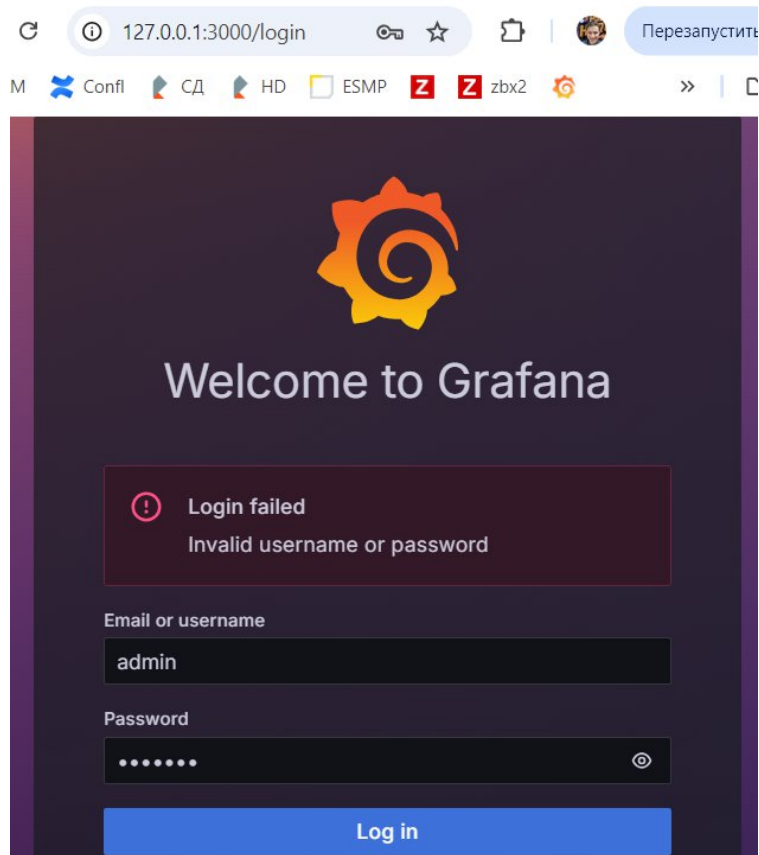 127.0.0.1:3000/login Перезапустить
M Confl СД HD ESMP Z Z zbx2
Welcome to Grafana
Login failed
Invalid username or password
Email or username
admin
Password
Log in